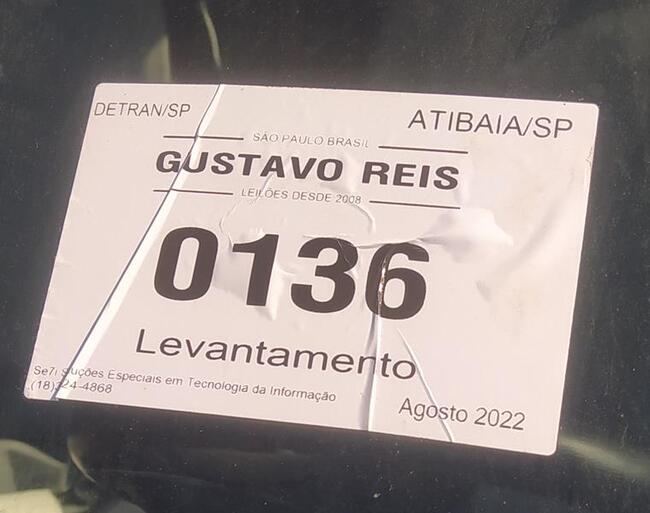 DETRAN/SP
ATIBAIA/SP
SÃO PAULO BRASIL
GUSTAVO REIS
LEILÕES DESDE 2008
0136
Levantamento
Especiais em Tecnologia da Informação
4868
Agosto 2022